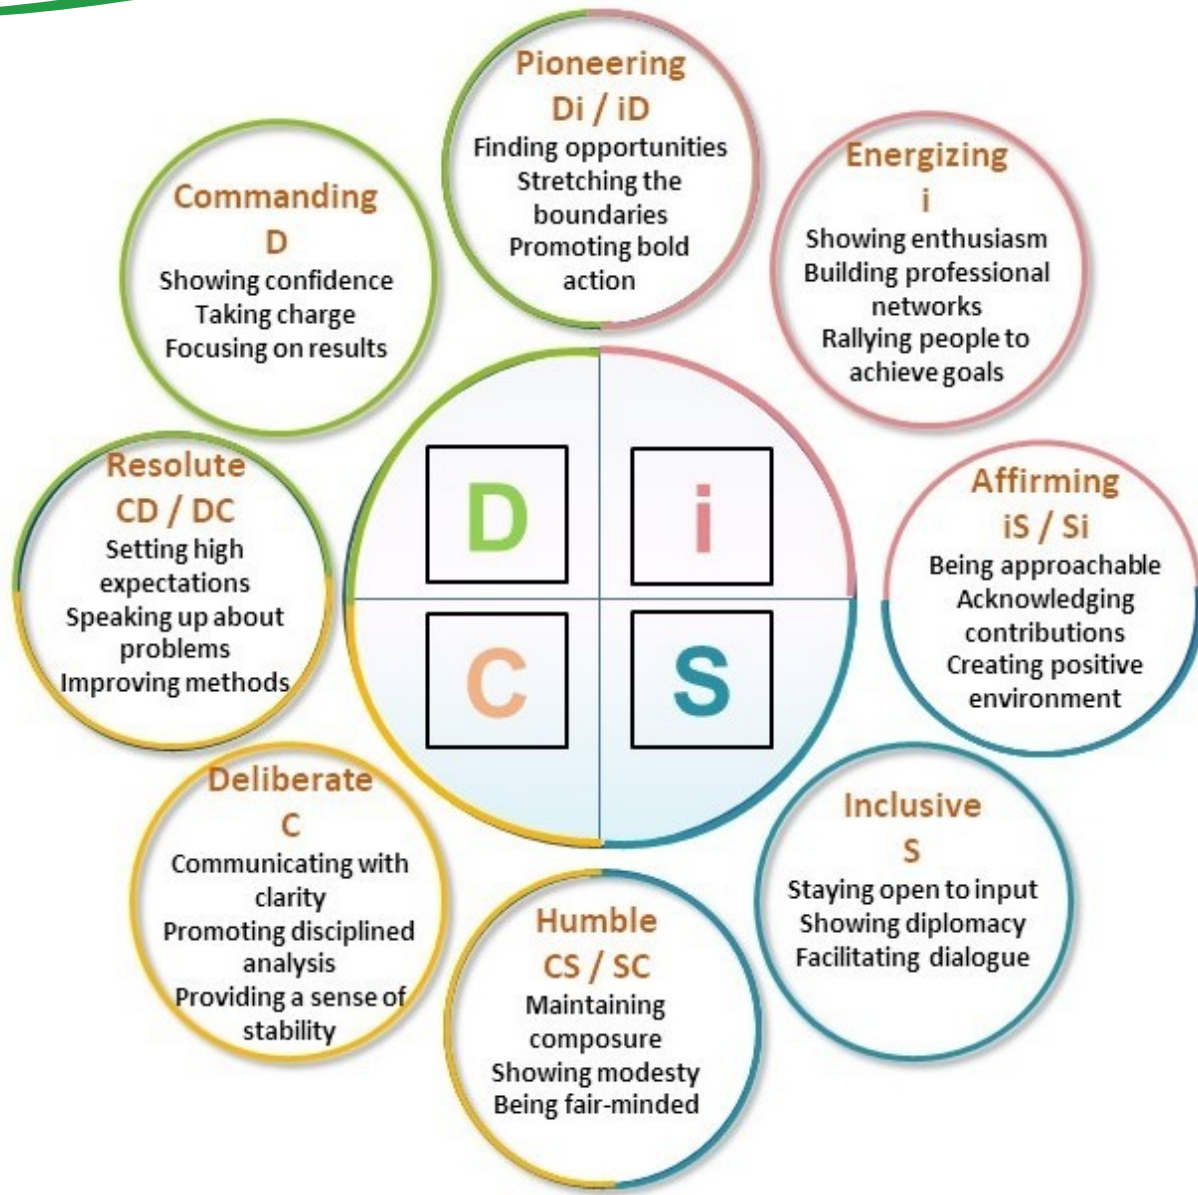 Pioneering
Di / iD
Finding opportunities
Stretching the
boundaries
Promoting bold
action
Energizing
i
Showing enthusiasm
Building professional
networks
Rallying people to
achieve goals
Commanding
D
Showing confidence
Taking charge
Focusing on results
Resolute
CD / DC
Setting high
expectations
Speaking up about
problems
Improving methods
D
i
C
S
Affirming
iS / Si
Being approachable
Acknowledging
contributions
Creating positive
environment
Deliberate
C
Communicating with
clarity
Promoting disciplined
analysis
Providing a sense of
stability
Humble
CS / SC
Maintaining
composure
Showing modesty
Being fair-minded
Inclusive
S
Staying open to input
Showing diplomacy
Facilitating dialogue